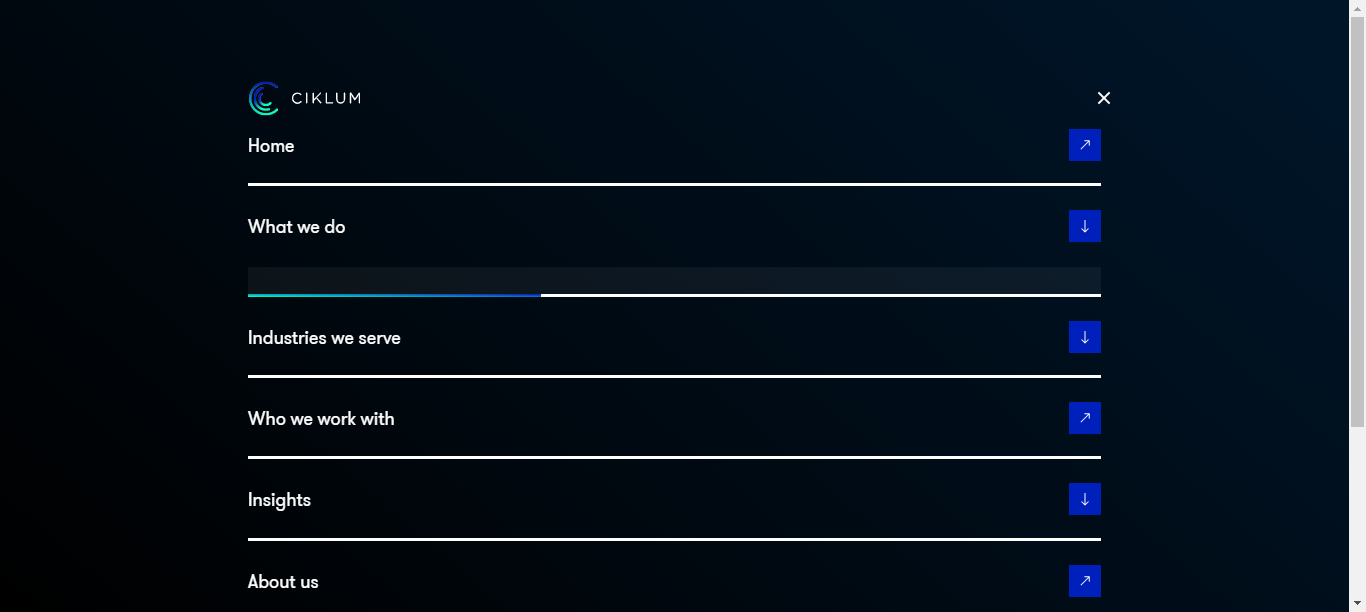 CIKLUM
Home
What we do
Industries we serve
Who we work with
Insights
About us